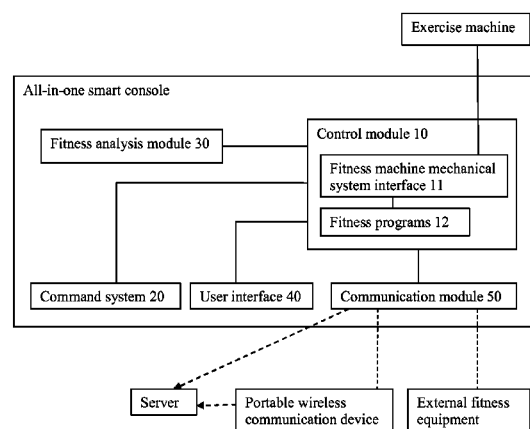 Exercise machine
All-in-one smart console
Control module 10
Fitness analysis module 30
Fitness machine mechanical
system interface 11
Fitness programs 12
Command system 20
User interface 40
Communication module 50
Server
Portable wireless
communication device
External fitness
equipment